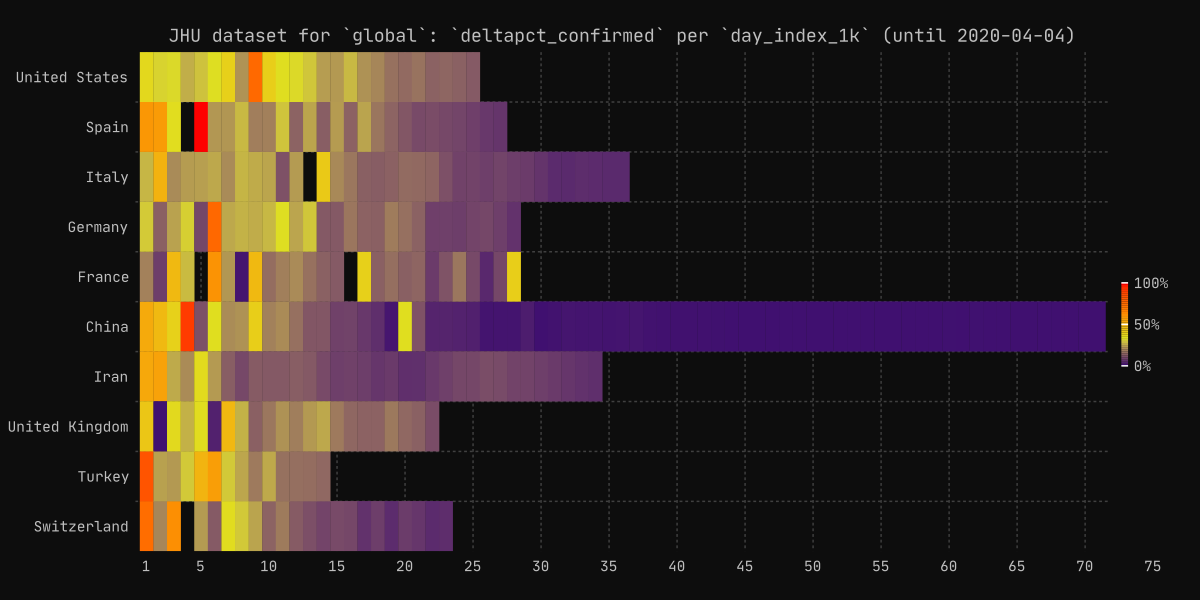 JHU dataset for `global`: `deltapct_confirmed` per `day_index_1k` (until 2020-04-04)
United States
Spain
Italy
Germany
France
China
Iran
United Kingdom
Turkey
Switzerland
100%
50%
0%
1 5 10 15 20 25 30 35 40 45 50 55 60 65 70 75